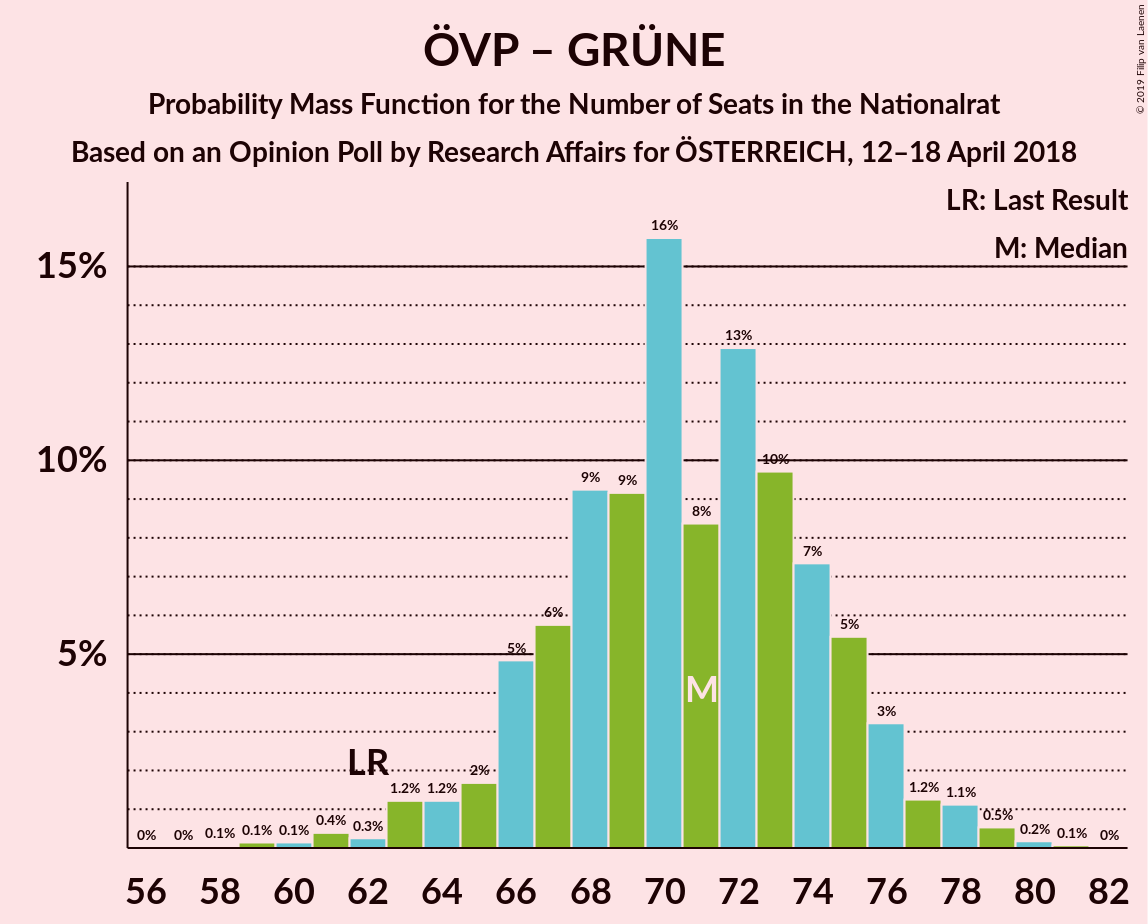 ÖVP – GRÜNE
Probability Mass Function for the Number of Seats in the Nationalrat
Based on an Opinion Poll by Research Affairs for ÖSTERREICH, 12–18 April 2018
© 2019 Filip van Laenen
LR: Last Result
M: Median
15%
10%
5%
0% 0% 0.1% 0.1% 0.1% 0.4% 0.3% 1.2% 1.2% 2% 5% 6% 9% 9% 16% 8% 13% 10% 7% 5% 3% 1.2% 1.1% 0.5% 0.2% 0.1% 0%
LR
M
56 58 60 62 64 66 68 70 72 74 76 78 80 82